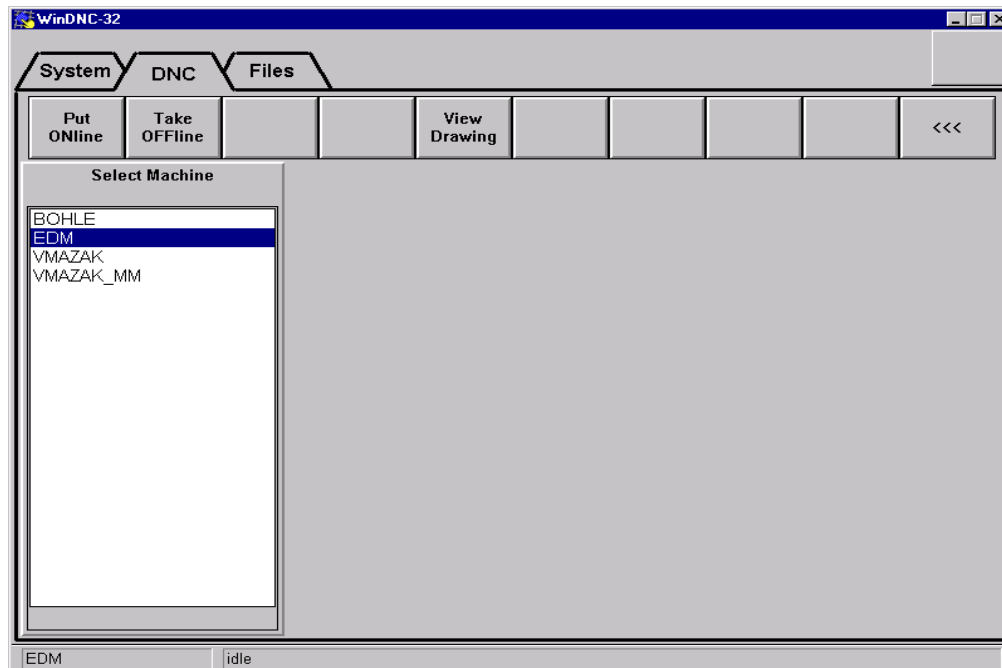 WinDNC-32
System DNC Files
Put ONline
Take OFFline
View Drawing
<<<
Select Machine
BOHLE
EDM
VMAZAK
VMAZAK_MM
EDM idle